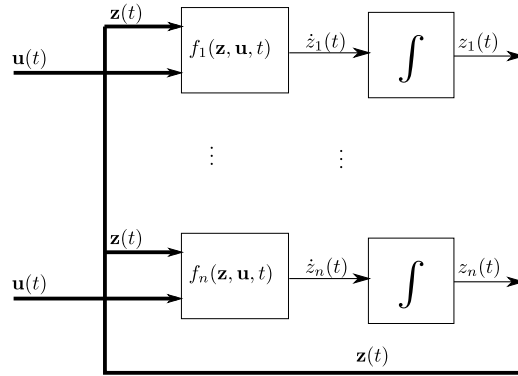 𝐳(t)
𝐮(t)
f₁(𝐳, 𝐮, t)
ż₁(t)
∫
z₁(t)
⋮
⋮
𝐳(t)
𝐮(t)
fₙ(𝐳, 𝐮, t)
żₙ(t)
∫
zₙ(t)
𝐳(t)